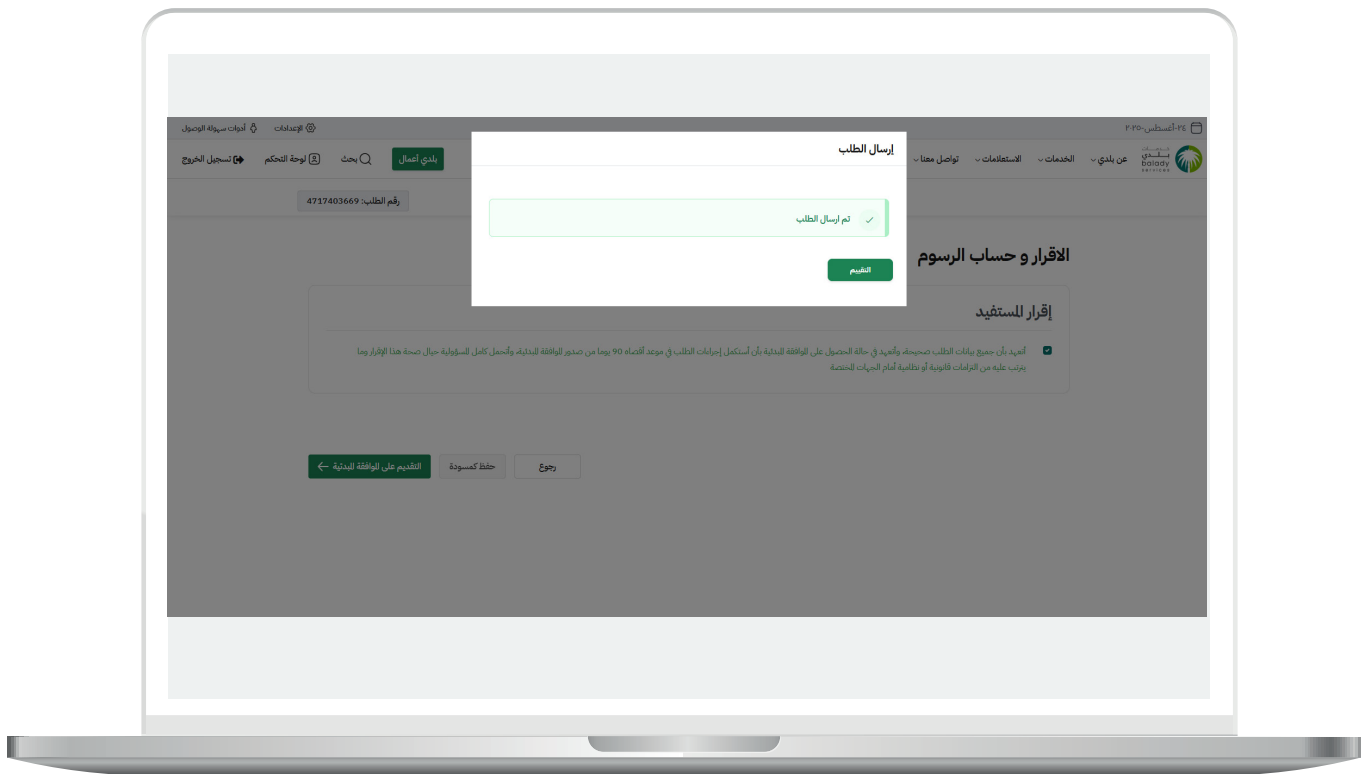 ٢٤-أغسطس-٢٠٢٥
الإعدادات
أدوات سهولة الوصول
بلدي
balady
عن بلدي
الخدمات
الاستعلامات
تواصل معنا
بلدي أعمال
بحث
لوحة التحكم
تسجيل الخروج
رقم الطلب: 4717403669
إرسال الطلب
تم ارسال الطلب
التقييم
الاقرار و حساب الرسوم
إقرار المستفيد
أتعهد بأن جميع بيانات الطلب صحيحة، وأتعهد في حالة الحصول على الموافقة المبدئية بأن أستكمل إجراءات الطلب في موعد أقصاه 90 يوما من صدور الموافقة المبدئية، وأتحمل كامل المسؤولية حيال صحة هذا الإقرار وما
يترتب عليه من التزامات قانونية أو نظامية أمام الجهات المختصة
رجوع
حفظ كمسودة
التقديم على الموافقة المبدئية